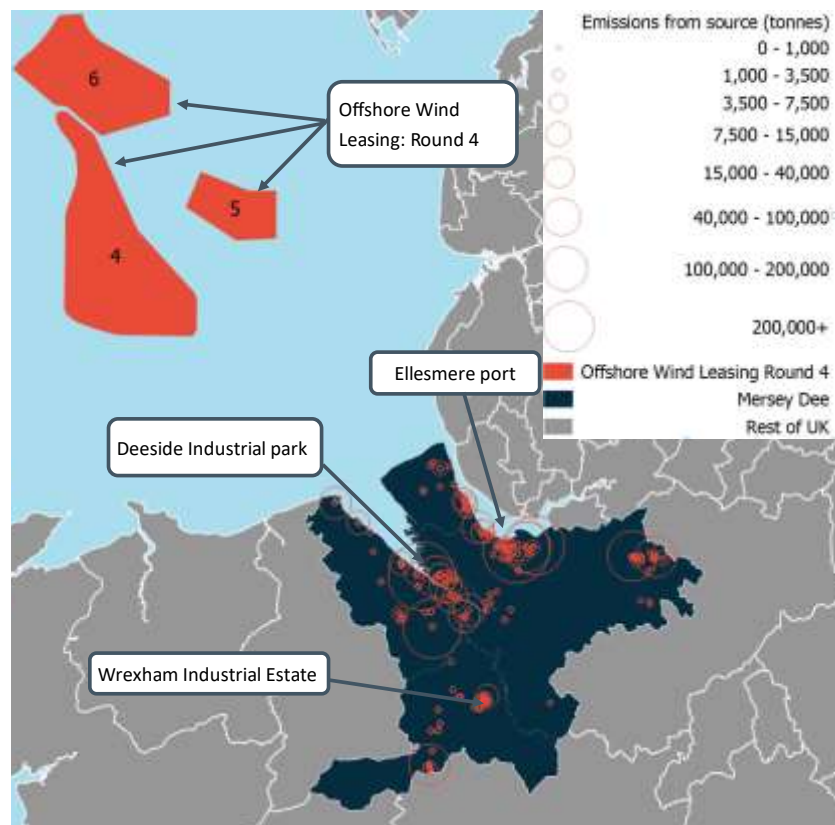 Emissions from source (tonnes)
0 - 1,000
1,000 - 3,500
3,500 - 7,500
7,500 - 15,000
15,000 - 40,000
40,000 - 100,000
100,000 - 200,000
200,000+
Offshore Wind Leasing Round 4
Mersey Dee
Rest of UK
6
Offshore Wind
Leasing: Round 4
5
4
Ellesmere port
Deeside Industrial park
Wrexham Industrial Estate